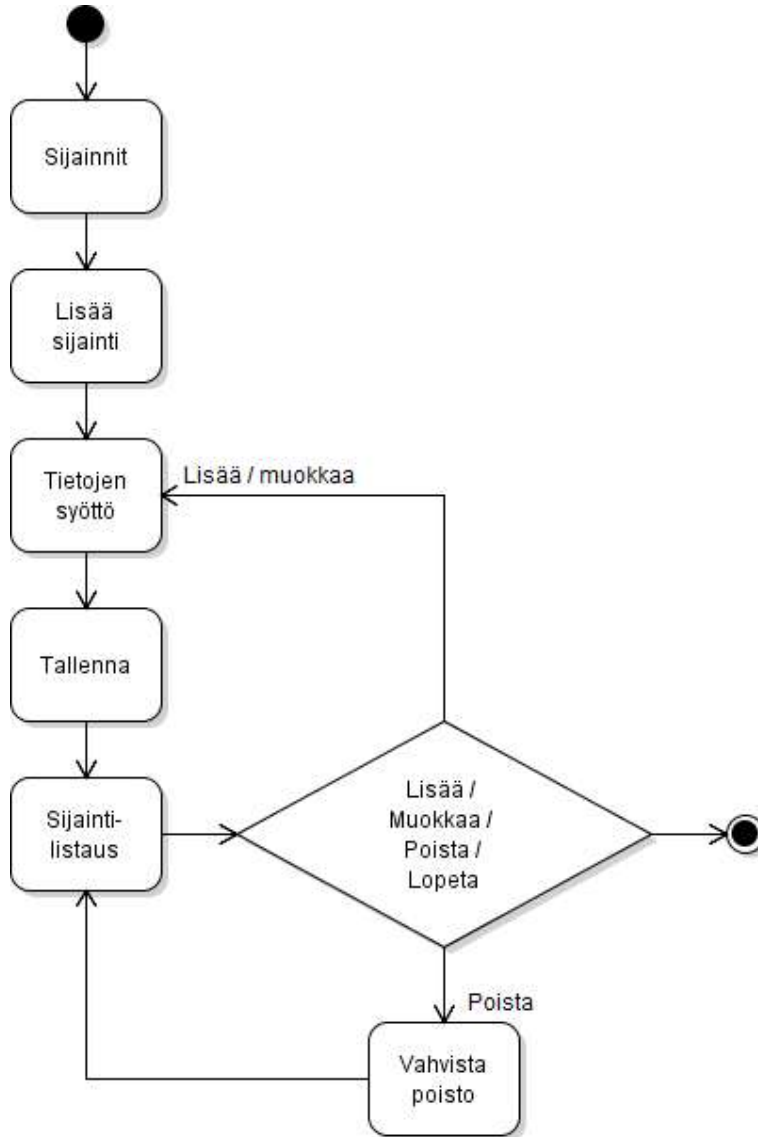 Sijainnit
Lisää
sijainti
Tietojen
syöttö
Lisää / muokkaa
Tallenna
Sijainti-
listaus
Lisää /
Muokkaa /
Poista /
Lopeta
Poista
Vahvista
poisto